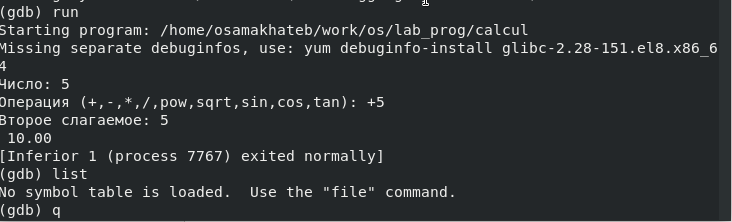 (gdb) run
Starting program: /home/osamakhateb/work/os/lab_prog/calcul
Missing separate debuginfos, use: yum debuginfo-install glibc-2.28-151.el8.x86_6
4
Число: 5
Операция (+,-,*,/,pow,sqrt,sin,cos,tan): +5
Второе слагаемое: 5
 10.00
[Inferior 1 (process 7767) exited normally]
(gdb) list
No symbol table is loaded.  Use the "file" command.
(gdb) q